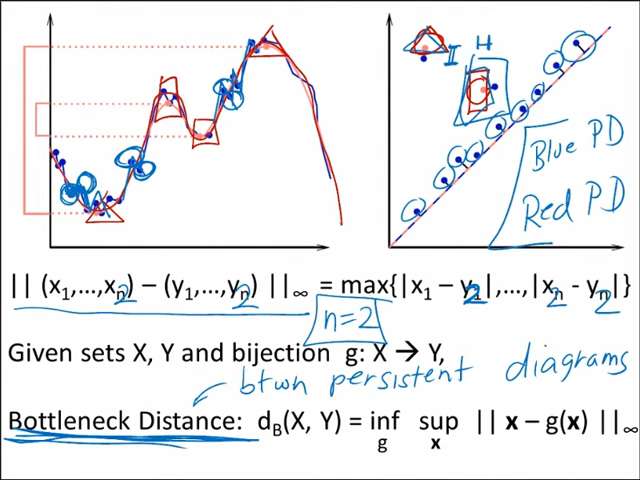 I
H
Blue PD
Red PD
|| (x1,...,xn) – (y1,...,yn) ||∞ = max{|x1 – y1|,...,|xn - yn|}
2 2 2 2 2
n=2
Given sets X, Y and bijection g: X → Y,
btwn persistent diagrams
Bottleneck Distance: dB(X, Y) = inf sup || x – g(x) ||∞
g x